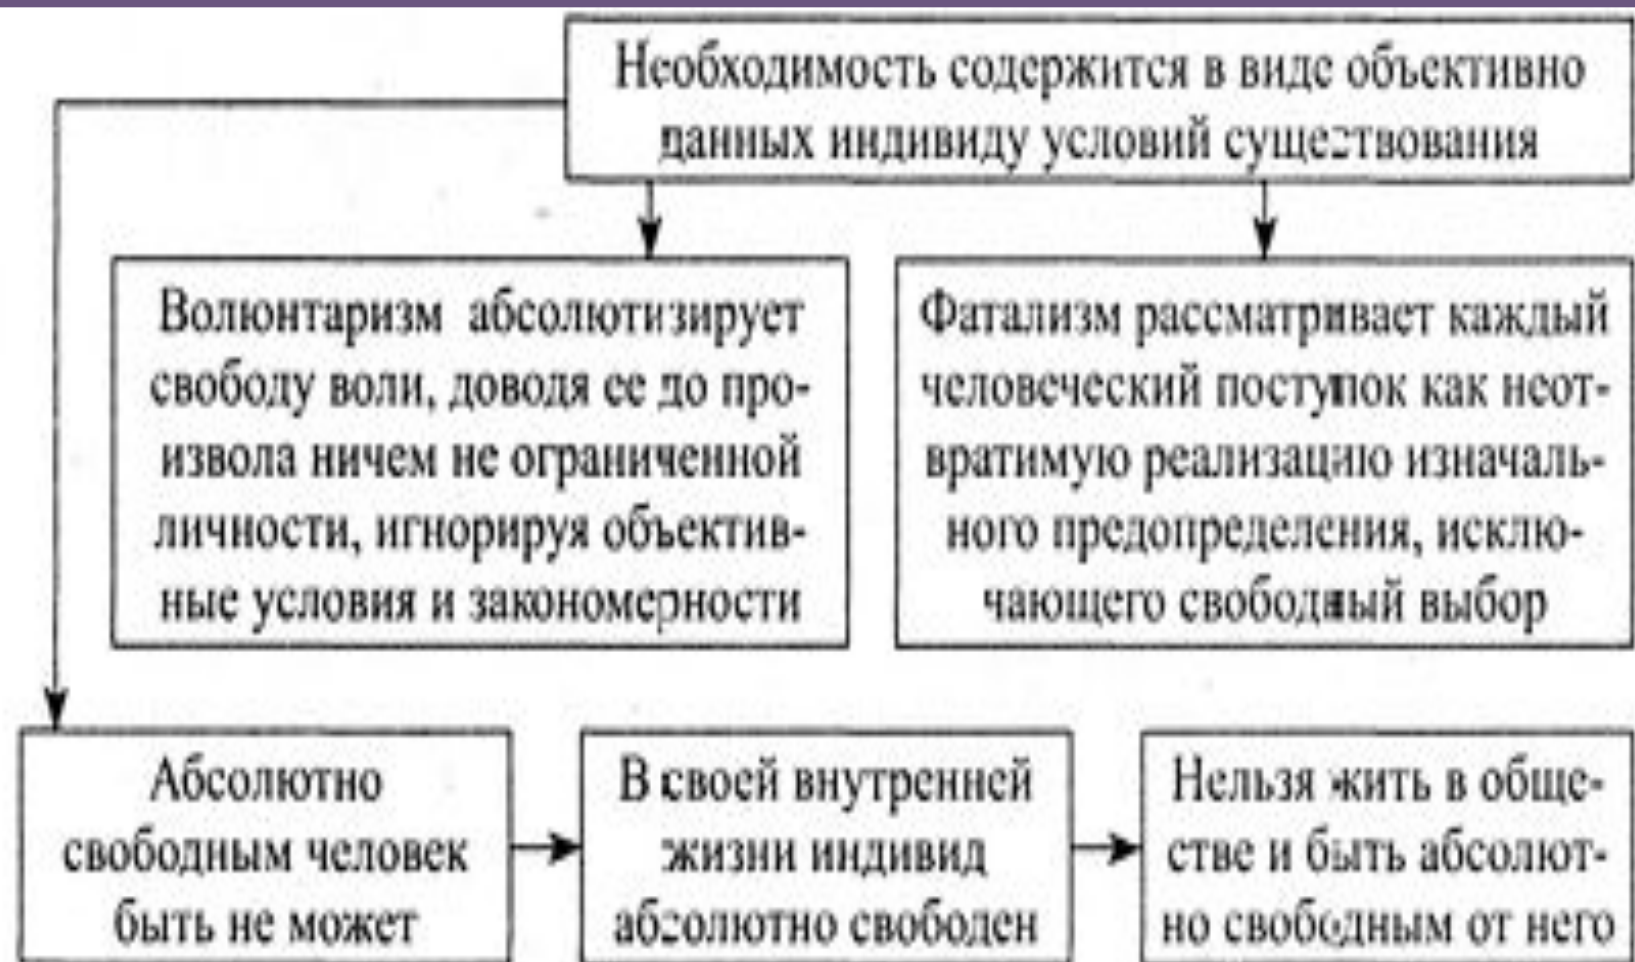 Необходимость содержится в виде объективно
данных индивиду условий существования
Волюнтаризм абсолютизирует
свободу воли, доводя ее до про-
извола ничем не ограниченной
личности, игнорируя объектив-
ные условия и закономерности
Фатализм рассматривает каждый
человеческий поступок как неот-
вратимую реализацию изначаль-
ного предопределения, исклю-
чающего свободный выбор
Абсолютно
свободным человек
быть не может
В своей внутренней
жизни индивид
абсолютно свободен
Нельзя жить в обще-
стве и быть абсолют-
но свободным от него